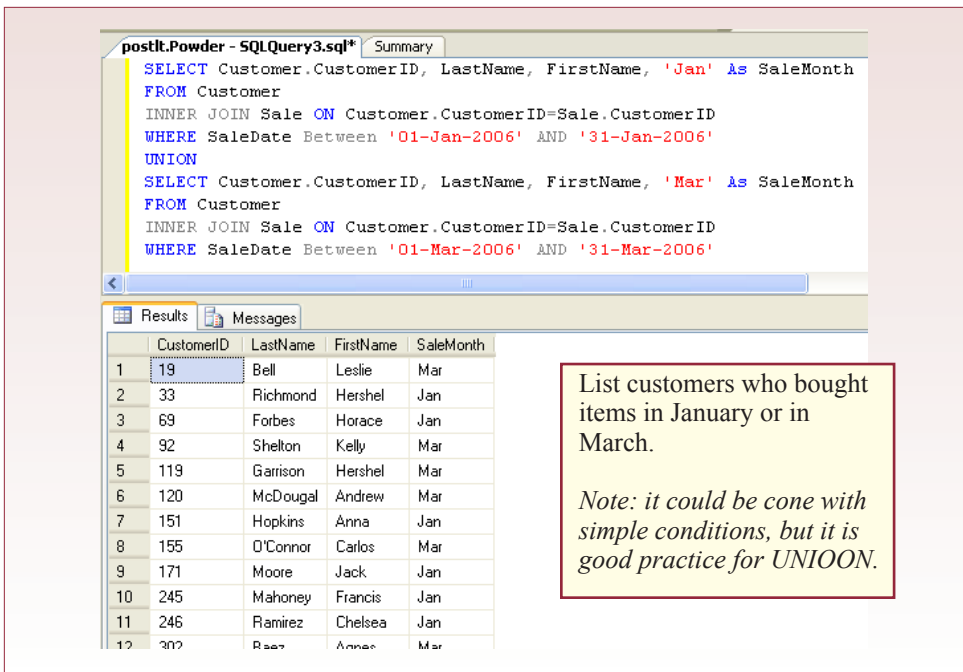 postlt.Powder - SQLQuery3.sql* Summary
SELECT Customer.CustomerID, LastName, FirstName, 'Jan' As SaleMonth
FROM Customer
INNER JOIN Sale ON Customer.CustomerID=Sale.CustomerID
WHERE SaleDate Between '01-Jan-2006' AND '31-Jan-2006'
UNION
SELECT Customer.CustomerID, LastName, FirstName, 'Mar' As SaleMonth
FROM Customer
INNER JOIN Sale ON Customer.CustomerID=Sale.CustomerID
WHERE SaleDate Between '01-Mar-2006' AND '31-Mar-2006'
Results Messages
CustomerID LastName FirstName SaleMonth
1 19 Bell Leslie Mar
2 33 Richmond Hershel Jan
3 69 Forbes Horace Jan
4 92 Shelton Kelly Mar
5 119 Garrison Hershel Mar
6 120 McDougal Andrew Mar
7 151 Hopkins Anna Jan
8 155 O'Connor Carlos Mar
9 171 Moore Jack Jan
10 245 Mahoney Francis Jan
11 246 Ramirez Chelsea Jan
12 302 Baez Agnes Mar
List customers who bought
items in January or in
March.
Note: it could be cone with
simple conditions, but it is
good practice for UNIOON.